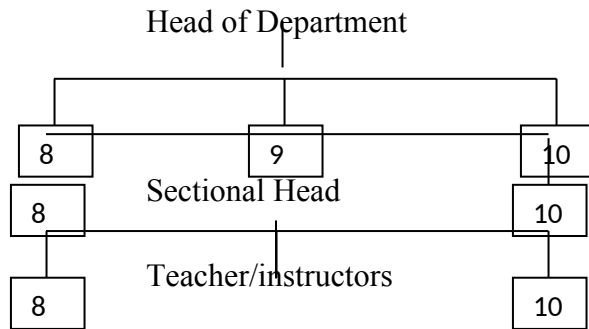 Head of Department
8 9 10
Sectional Head
8 10
Teacher/instructors
8 10